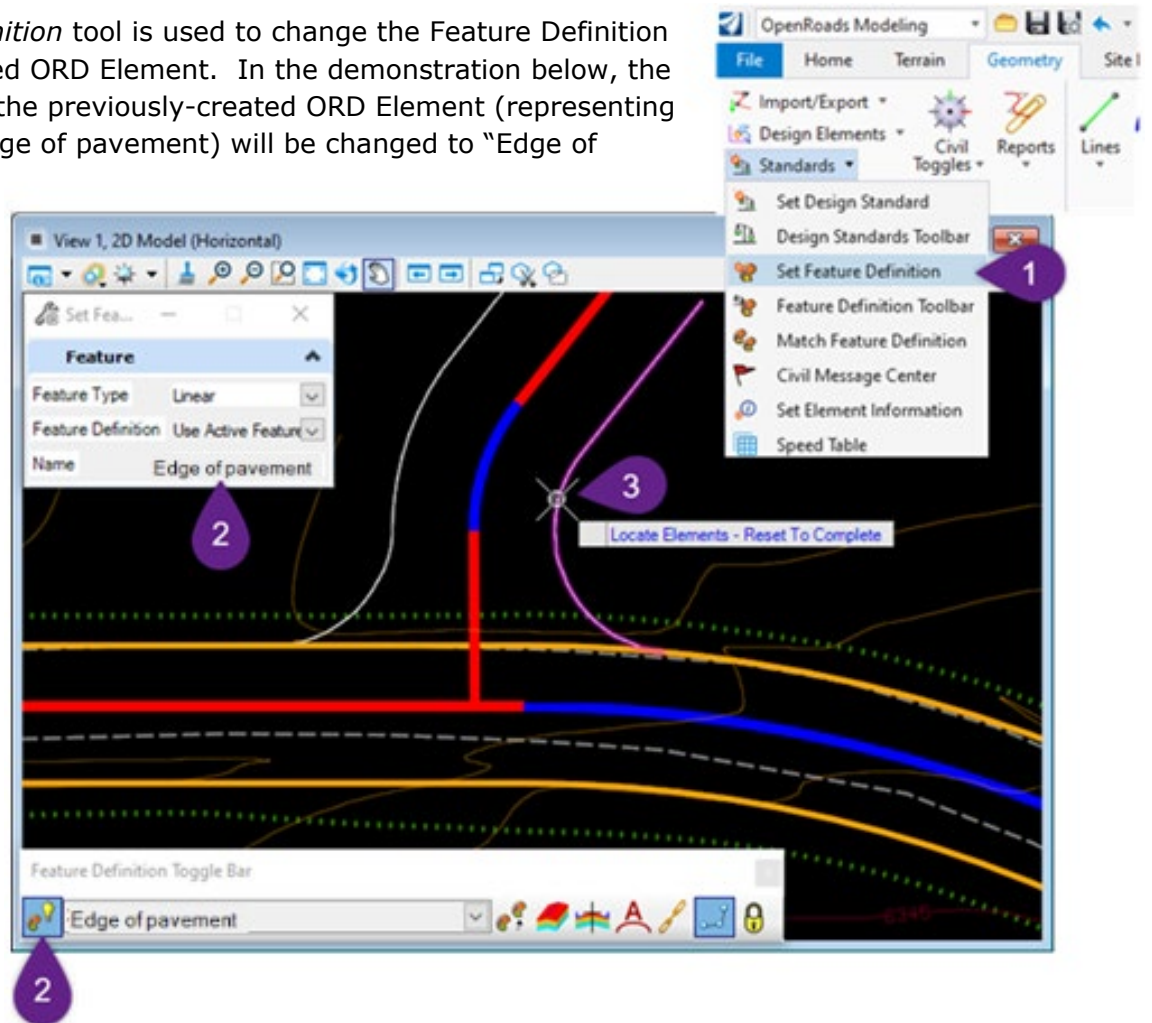 nition tool is used to change the Feature Definition
ed ORD Element. In the demonstration below, the
the previously-created ORD Element (representing
ge of pavement) will be changed to “Edge of
OpenRoads Modeling
File Home Terrain Geometry Site
Import/Export
Design Elements
Standards
Civil Toggles
Reports
Lines
Set Design Standard
Design Standards Toolbar
Set Feature Definition
1
Feature Definition Toolbar
Match Feature Definition
Civil Message Center
Set Element Information
Speed Table
View 1, 2D Model (Horizontal)
Set Fea...
Feature
Feature Type Linear
Feature Definition Use Active Feature
Name Edge of pavement
2
3
Locate Elements - Reset To Complete
Feature Definition Toggle Bar
Edge of pavement
6345
2